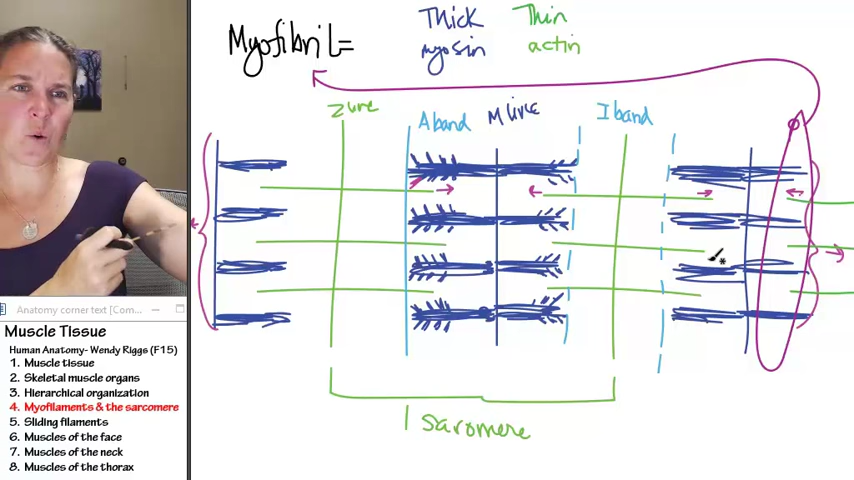 Myofibril=
Thick
myosin
Thin
actin
Z line
A band
M line
I band
1 saromere
Anatomy corner text [Com...
Muscle Tissue
Human Anatomy- Wendy Riggs (F15)
1. Muscle tissue
2. Skeletal muscle organs
3. Hierarchical organization
4. Myofilaments & the sarcomere
5. Sliding filaments
6. Muscles of the face
7. Muscles of the neck
8. Muscles of the thorax